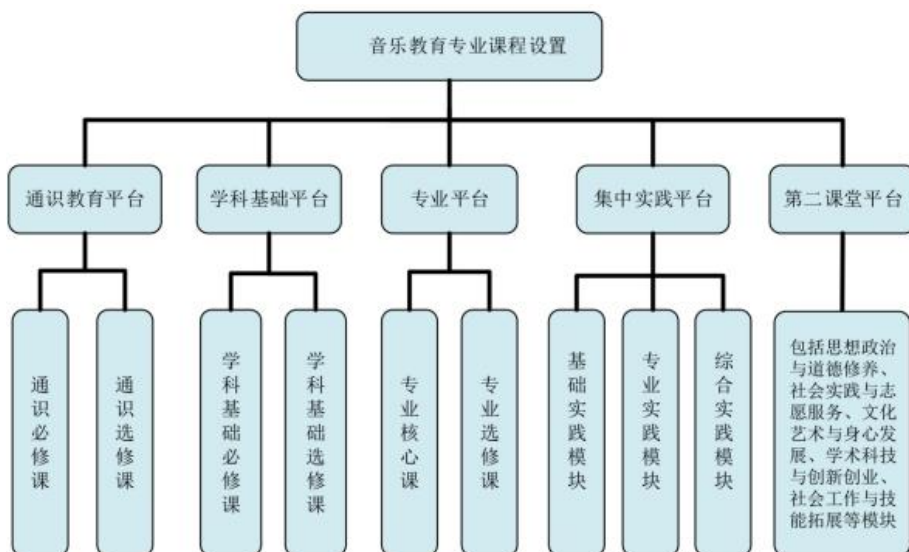 音乐教育专业课程设置
通识教育平台
学科基础平台
专业平台
集中实践平台
第二课堂平台
通识必修课
通识选修课
学科基础必修课
学科基础选修课
专业核心课
专业选修课
基础实践模块
专业实践模块
综合实践模块
包括思想政治
与道德修养、
社会实践与志
愿服务、文化
艺术与身心发
展、学术科技
与创新创业、
社会工作与技
能拓展等模块